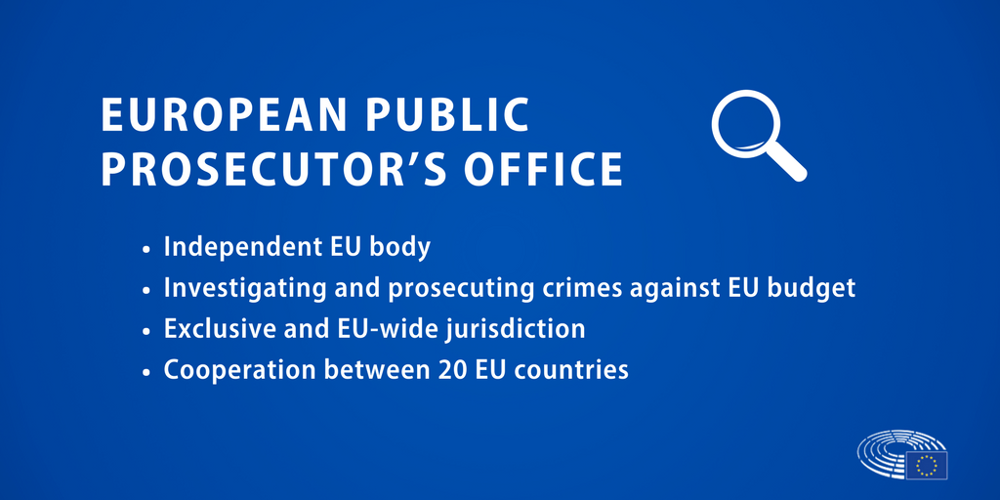 EUROPEAN PUBLIC
PROSECUTOR’S OFFICE
• Independent EU body
• Investigating and prosecuting crimes against EU budget
• Exclusive and EU-wide jurisdiction
• Cooperation between 20 EU countries